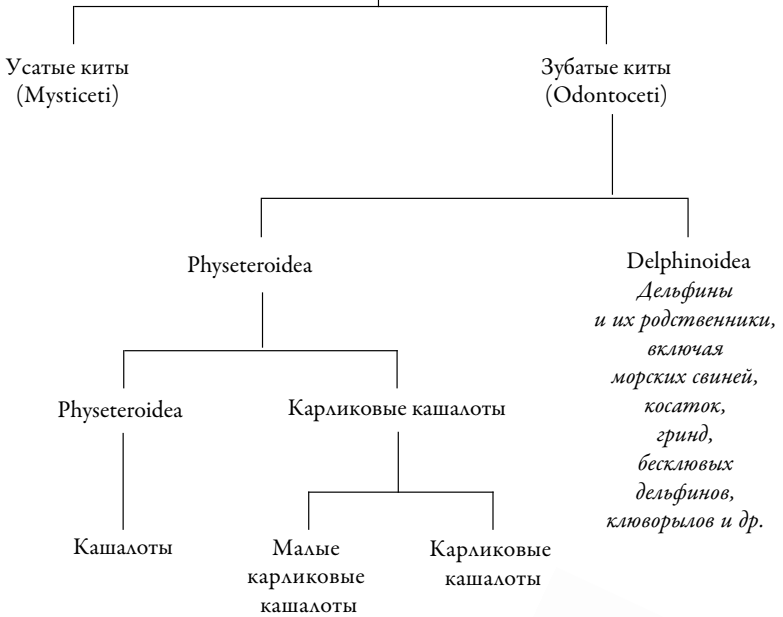 Усатые киты
(Mysticeti)
Зубатые киты
(Odontoceti)
Physeteroidea
Delphinoidea
Дельфины
и их родственники,
включая
морских свиней,
косаток,
гринд,
бесклювых
дельфинов,
клюворылов и др.
Physeteroidea
Карликовые кашалоты
Кашалоты
Малые
карликовые
кашалоты
Карликовые
кашалоты